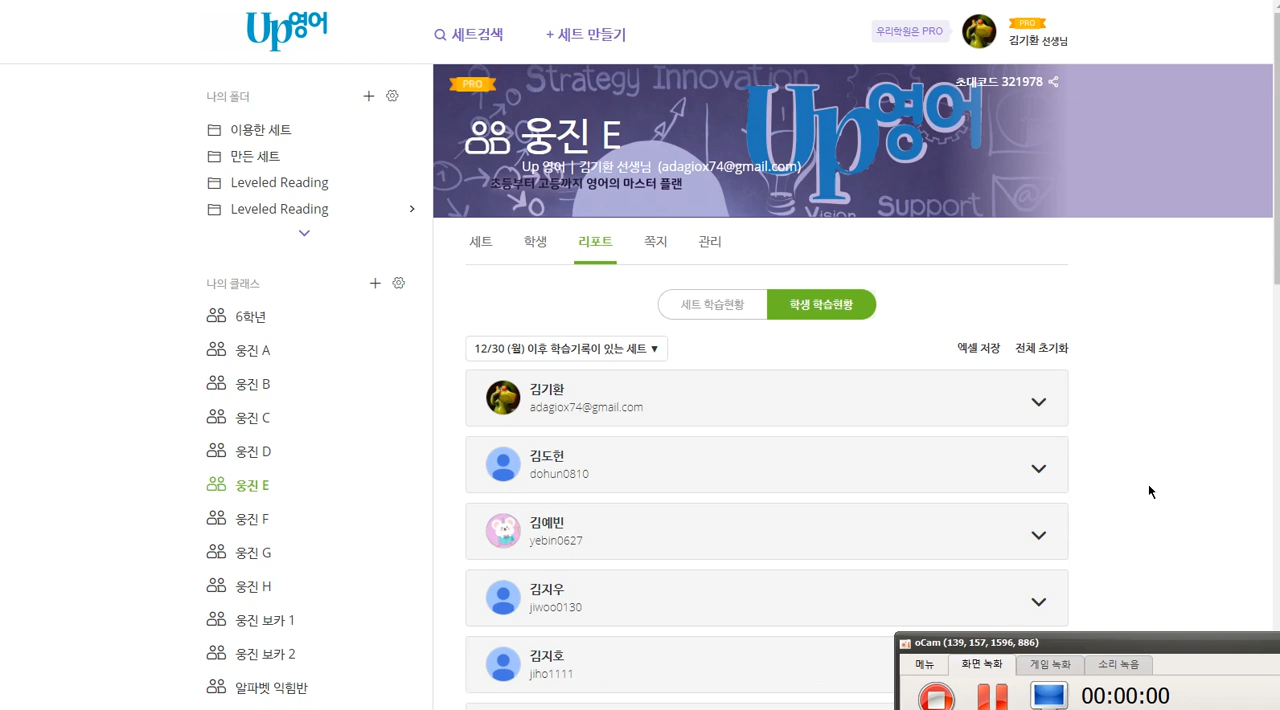 Up영어
세트검색
+ 세트 만들기
우리학원은 PRO
PRO
김기환 선생님
나의 폴더
이용한 세트
만든 세트
Leveled Reading
Leveled Reading
나의 클래스
6학년
웅진 A
웅진 B
웅진 C
웅진 D
웅진 E
웅진 F
웅진 G
웅진 H
웅진 보카 1
웅진 보카 2
알파벳 익힘반
PRO
Strategy Innovation
초대코드 321978
Up영어
웅진 E
Up 영어 | 김기환 선생님 (adagiox74@gmail.com)
초등부터 고등까지 영어의 마스터 플랜
Vision
Support
세트 학생 리포트 쪽지 관리
세트 학습현황 학생 학습현황
12/30 (월) 이후 학습기록이 있는 세트 ▼
엑셀 저장 전체 초기화
김기환
adagiox74@gmail.com
김도헌
dohun0810
김예빈
yebin0627
김지우
jiwoo0130
김지호
jiho1111
oCam (139, 157, 1596, 886)
메뉴 화면 녹화 게임 녹화 소리 녹음
00:00:00